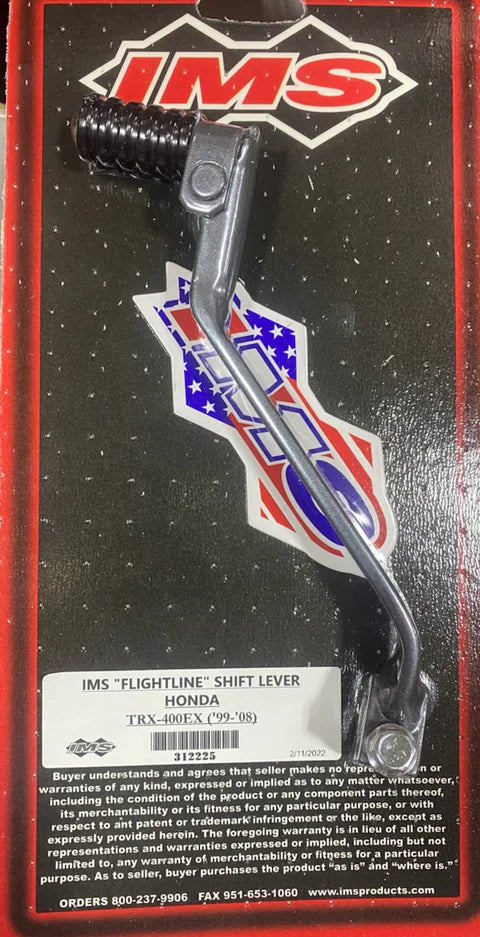 IMS
IMS
IMS "FLIGHTLINE" SHIFT LEVER
HONDA
TRX-400EX ('99-'08)
IMS
312225
2/11/2022
Buyer understands and agrees that seller makes no or
warranties of any kind, expressed or implied as to any matter whatsoever,
including the condition of the product or any component parts thereof,
its merchantability or its fitness for any particular purpose, or with
respect to ant patent or trademark infringement or the like, except as
expressly provided herein. The foregoing warranty is in lieu of all other
representations and warranties expressed or implied, including but not
limited to, any warranty of merchantability or fitness for a particular
purpose. As to seller, buyer purchases the product "as is" and "where is."
ORDERS 800-237-9906 FAX 951-653-1060 www.imsproducts.com